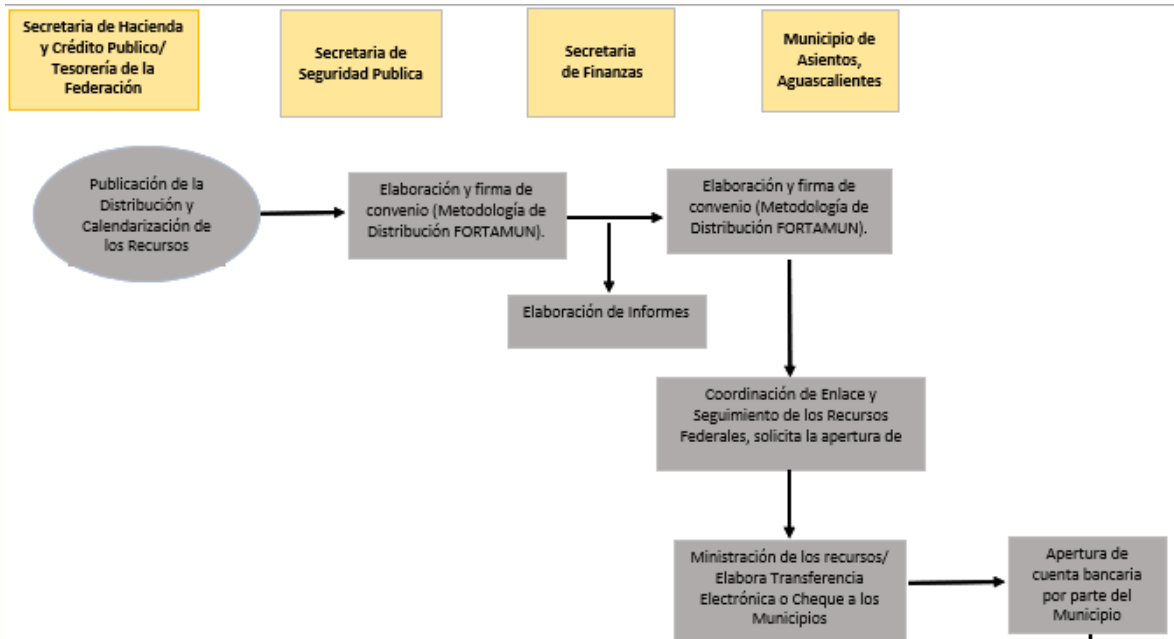 Secretaria de Hacienda
y Crédito Publico/
Tesorería de la
Federación
Secretaria de
Seguridad Publica
Secretaria
de Finanzas
Municipio de
Asientos,
Aguascalientes
Publicación de la
Distribución y
Calendarización de
los Recursos
Elaboración y firma de
convenio (Metodología de
Distribución FORTAMUN).
Elaboración y firma de
convenio (Metodología de
Distribución FORTAMUN).
Elaboración de Informes
Coordinación de Enlace y
Seguimiento de los Recursos
Federales, solicita la apertura de
Ministración de los recursos/
Elabora Transferencia
Electrónica o Cheque a los
Municipios
Apertura de
cuenta bancaria
por parte del
Municipio